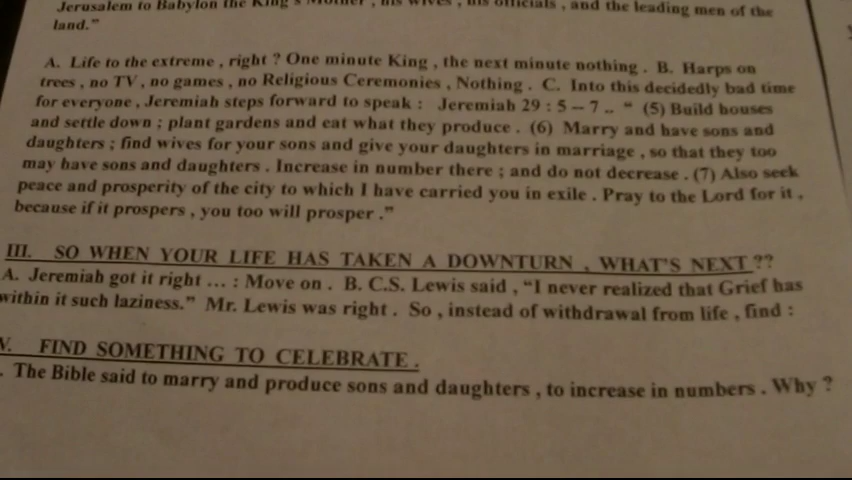 Jerusalem to Babylon the King's Mother , his wives , his officials , and the leading men of the
land."
A. Life to the extreme , right ? One minute King , the next minute nothing . B. Harps on
trees , no TV , no games , no Religious Ceremonies , Nothing . C. Into this decidedly bad time
for everyone , Jeremiah steps forward to speak : Jeremiah 29 : 5 – 7 .. " (5) Build houses
and settle down ; plant gardens and eat what they produce . (6) Marry and have sons and
daughters ; find wives for your sons and give your daughters in marriage , so that they too
may have sons and daughters . Increase in number there ; and do not decrease . (7) Also seek
peace and prosperity of the city to which I have carried you in exile . Pray to the Lord for it ,
because if it prospers , you too will prosper ."
III. SO WHEN YOUR LIFE HAS TAKEN A DOWNTURN , WHAT'S NEXT ??
A. Jeremiah got it right ... : Move on . B. C.S. Lewis said , "I never realized that Grief has
within it such laziness." Mr. Lewis was right . So , instead of withdrawal from life , find :
V. FIND SOMETHING TO CELEBRATE .
. The Bible said to marry and produce sons and daughters , to increase in numbers . Why ?